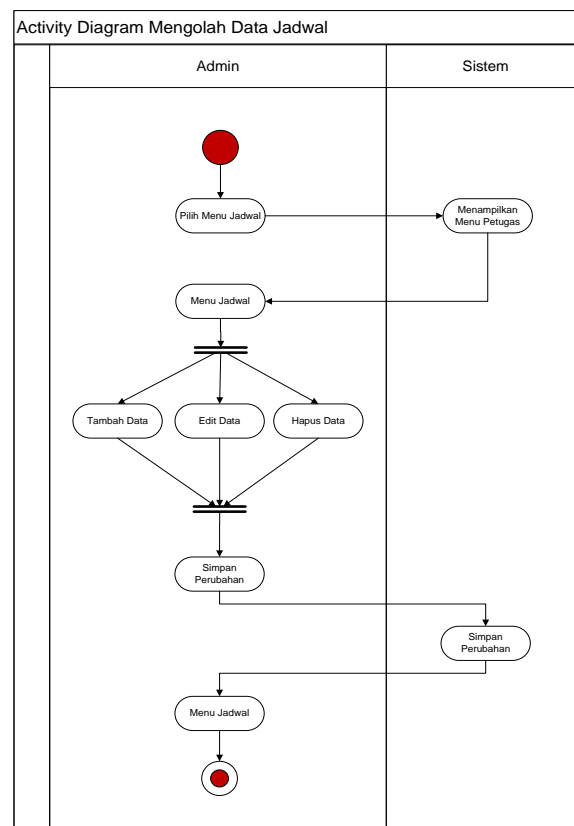 Activity Diagram Mengolah Data Jadwal
Admin
Sistem
Pilih Menu Jadwal
Menampilkan
Menu Petugas
Menu Jadwal
Tambah Data
Edit Data
Hapus Data
Simpan
Perubahan
Simpan
Perubahan
Menu Jadwal